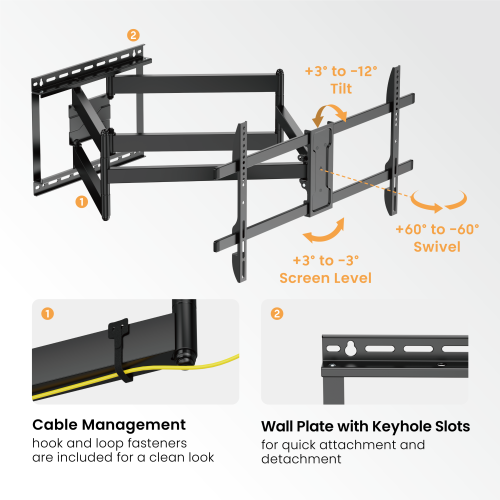 2
+3° to −12°
Tilt
1
+60° to −60°
Swivel
+3° to −3°
Screen Level
1
2
Cable Management
hook and loop fasteners
are included for a clean look
Wall Plate with Keyhole Slots
for quick attachment and
detachment